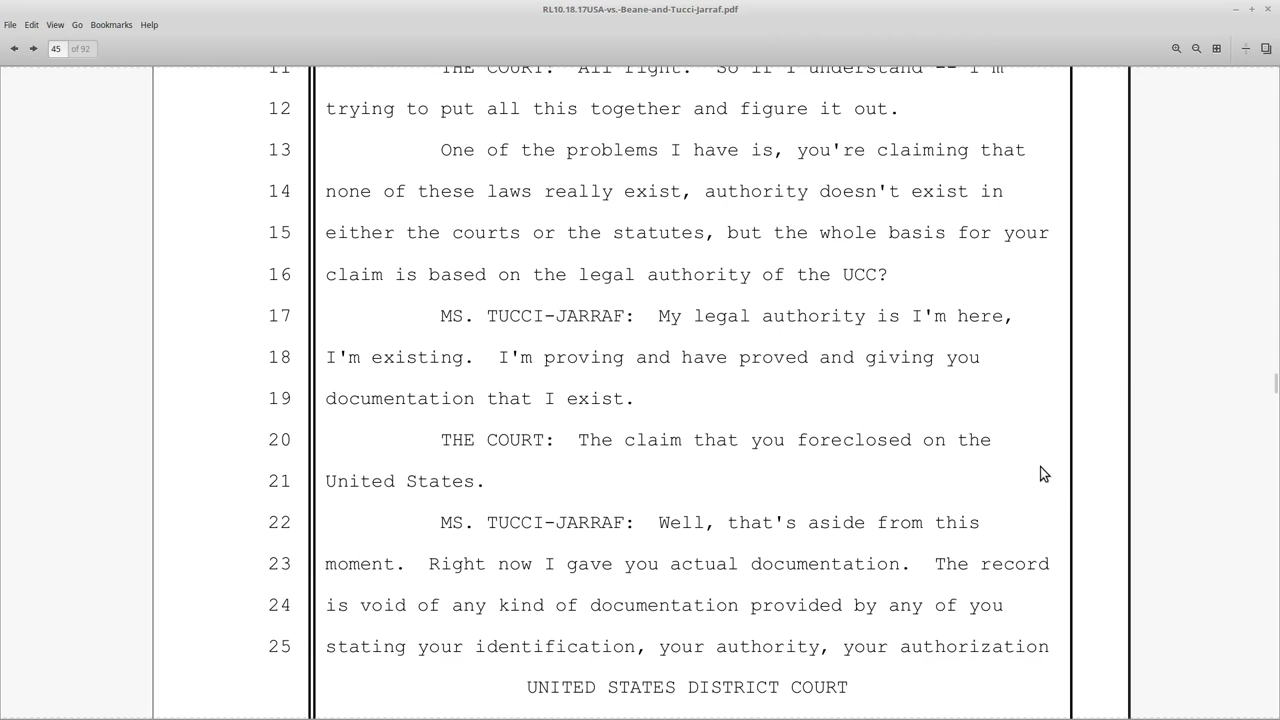 RL10.18.17USA-vs.-Beane-and-Tucci-Jarraf.pdf
File Edit View Go Bookmarks Help
45 of 92
11 THE COURT: All right. So if I understand -- I'm
12 trying to put all this together and figure it out.
13 One of the problems I have is, you're claiming that
14 none of these laws really exist, authority doesn't exist in
15 either the courts or the statutes, but the whole basis for your
16 claim is based on the legal authority of the UCC?
17 MS. TUCCI-JARRAF: My legal authority is I'm here,
18 I'm existing. I'm proving and have proved and giving you
19 documentation that I exist.
20 THE COURT: The claim that you foreclosed on the
21 United States.
22 MS. TUCCI-JARRAF: Well, that's aside from this
23 moment. Right now I gave you actual documentation. The record
24 is void of any kind of documentation provided by any of you
25 stating your identification, your authority, your authorization
UNITED STATES DISTRICT COURT